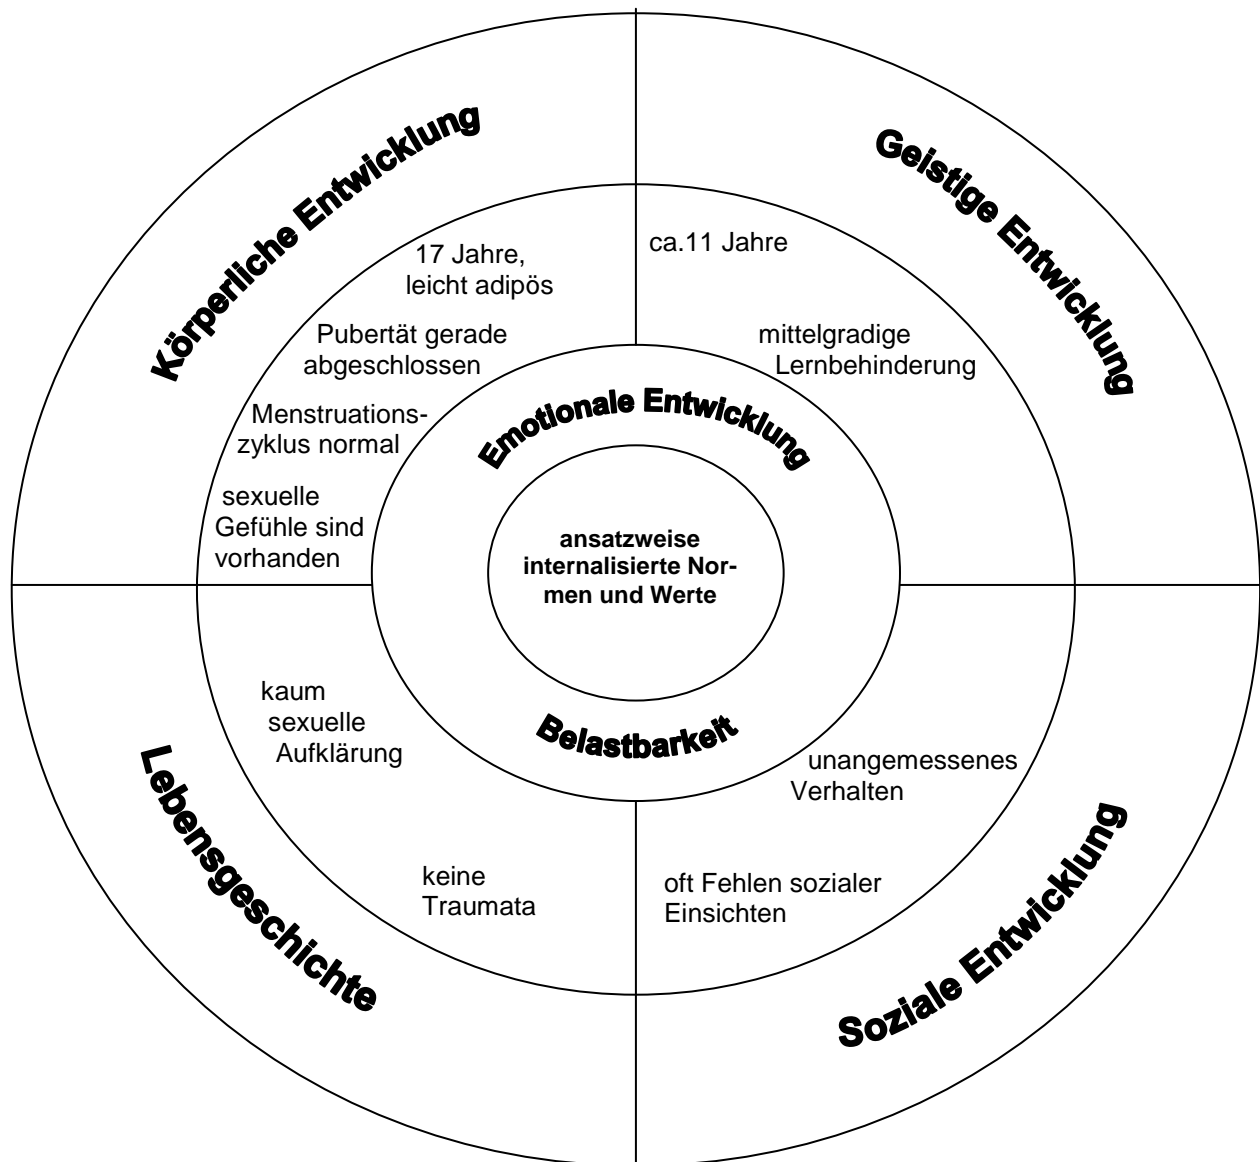 Körperliche Entwicklung
17 Jahre,
leicht adipös
Pubertät gerade
abgeschlossen
Menstruations-
zyklus normal
sexuelle
Gefühle sind
vorhanden
Geistige Entwicklung
ca.11 Jahre
mittelgradige
Lernbehinderung
Emotionale Entwicklung
ansatzweise
internalisierte Nor-
men und Werte
Belastbarkeit
Lebensgeschichte
kaum
sexuelle
Aufklärung
keine
Traumata
Soziale Entwicklung
unangemessenes
Verhalten
oft Fehlen sozialer
Einsichten